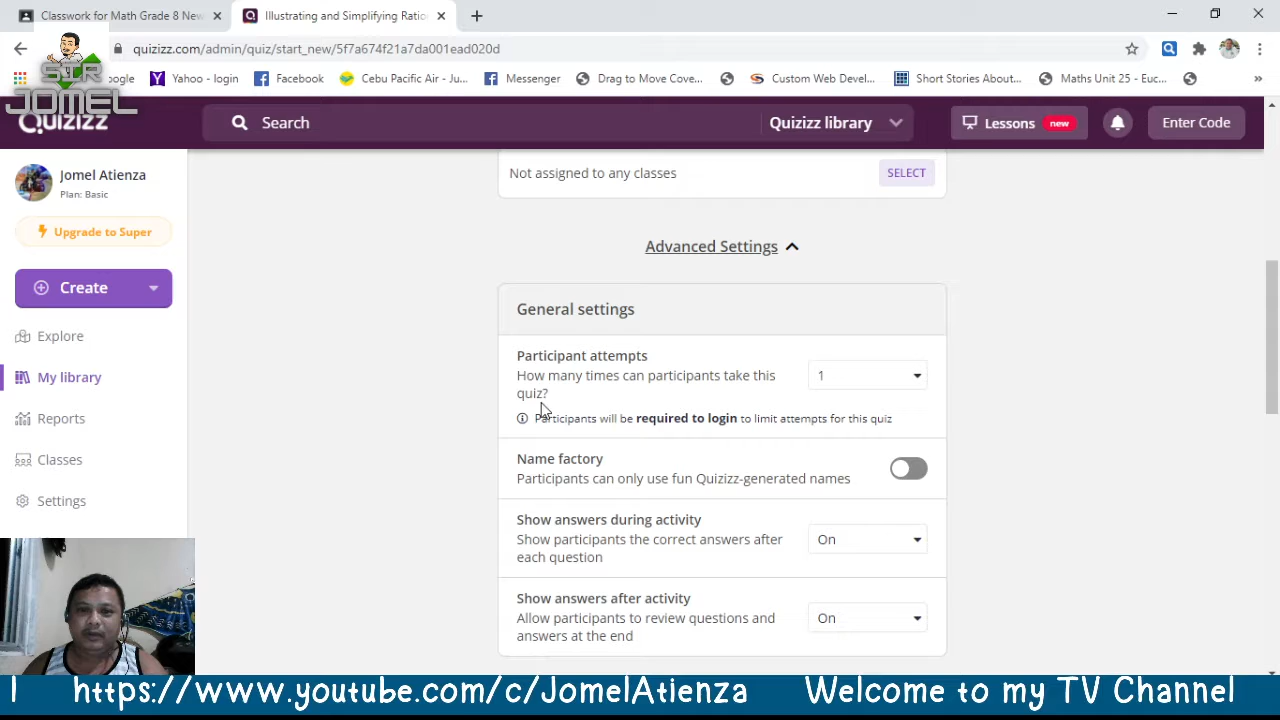 Classwork for Math Grade 8 New
Illustrating and Simplifying Ratio
quizizz.com/admin/quiz/start_new/5f7a674f21a7da001ead020d
Yahoo - login
Facebook
Cebu Pacific Air - Ju...
Messenger
Drag to Move Cove...
Custom Web Devel...
Short Stories About...
Maths Unit 25 - Euc...
»
SIR
JOMEL
Quizizz
Search
Quizizz library
Lessons
new
Enter Code
Jomel Atienza
Plan: Basic
Upgrade to Super
Create
Explore
My library
Reports
Classes
Settings
Not assigned to any classes
SELECT
Advanced Settings
General settings
Participant attempts
How many times can participants take this
quiz?
1
Participants will be required to login to limit attempts for this quiz
Name factory
Participants can only use fun Quizizz-generated names
Show answers during activity
Show participants the correct answers after
each question
On
Show answers after activity
Allow participants to review questions and
answers at the end
On
https://www.youtube.com/c/JomelAtienza Welcome to my TV Channel